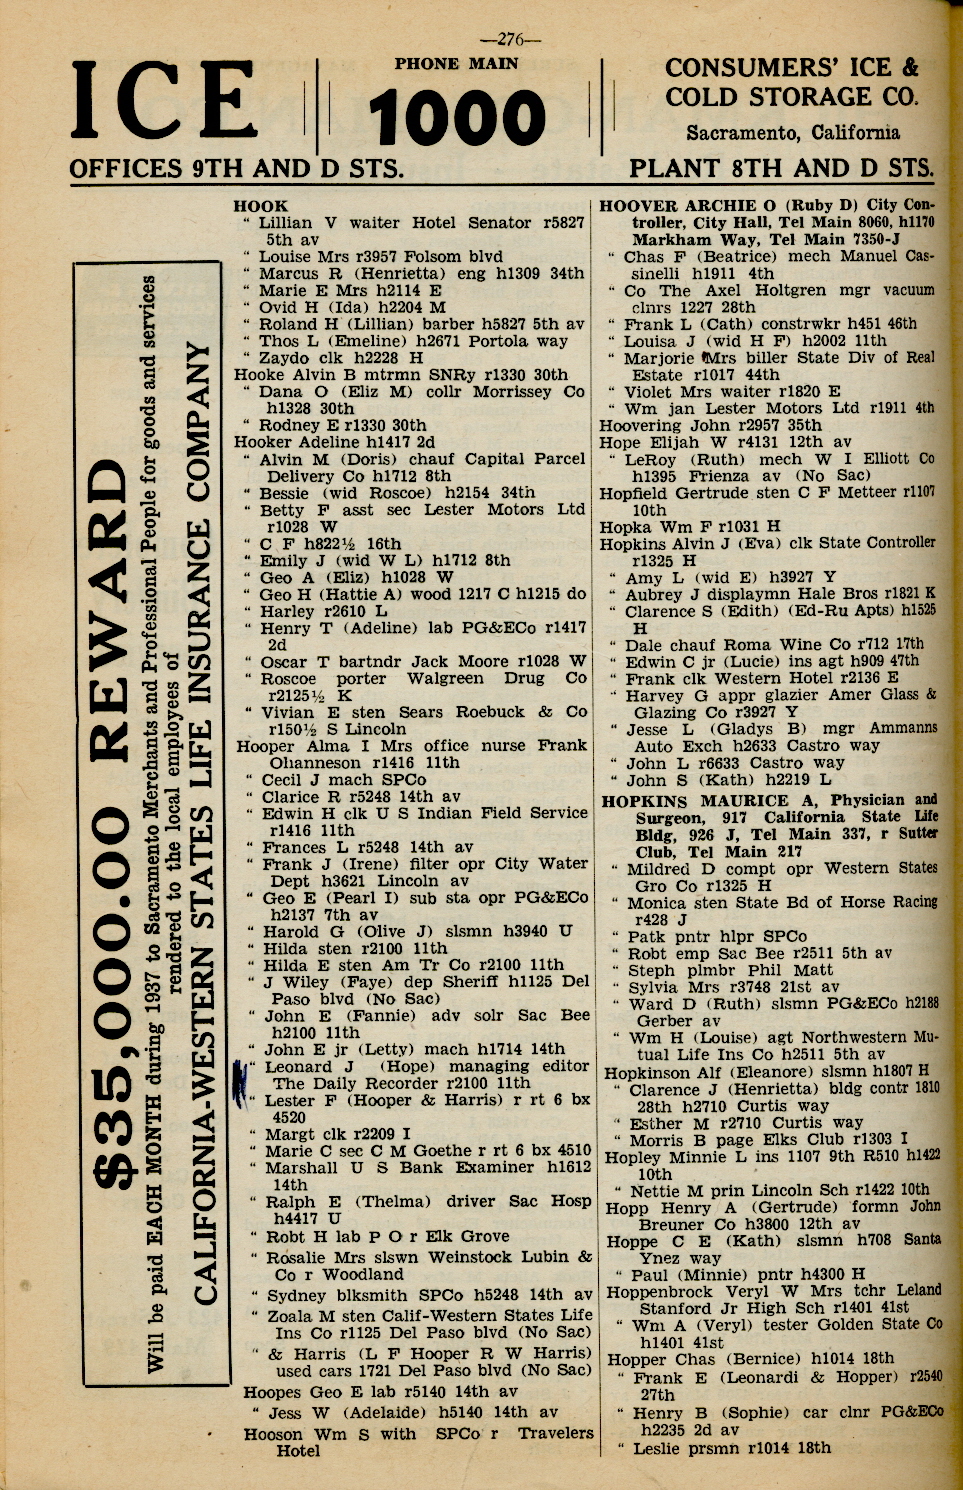 —276—
ICE
PHONE MAIN
1000
CONSUMERS' ICE &
COLD STORAGE CO.
Sacramento, California
OFFICES 9TH AND D STS.
PLANT 8TH AND D STS.
$35,000.00 REWARD
Will be paid EACH MONTH during 1937 to Sacramento Merchants and Professional People for goods and services
rendered to the local employees of
CALIFORNIA-WESTERN STATES LIFE INSURANCE COMPANY
HOOK
" Lillian V waiter Hotel Senator r5827
5th av
" Louise Mrs r3957 Folsom blvd
" Marcus R (Henrietta) eng h1309 34th
" Marie E Mrs h2114 E
" Ovid H (Ida) h2204 M
" Roland H (Lillian) barber h5827 5th av
" Thos L (Emeline) h2671 Portola way
" Zaydo clk h2228 H
Hooke Alvin B mtrmn SNRy r1330 30th
" Dana O (Eliz M) collr Morrissey Co
h1328 30th
" Rodney E r1330 30th
Hooker Adeline h1417 2d
" Alvin M (Doris) chauf Capital Parcel
Delivery Co h1712 8th
" Bessie (wid Roscoe) h2154 34th
" Betty F asst sec Lester Motors Ltd
r1028 W
" C F h822½ 16th
" Emily J (wid W L) h1712 8th
" Geo A (Eliz) h1028 W
" Geo H (Hattie A) wood 1217 C h1215 do
" Harley r2610 L
" Henry T (Adeline) lab PG&ECo r1417
2d
" Oscar T bartndr Jack Moore r1028 W
" Roscoe porter Walgreen Drug Co
r2125½ K
" Vivian E sten Sears Roebuck & Co
r150½ S Lincoln
Hooper Alma I Mrs office nurse Frank
Ohanneson r1416 11th
" Cecil J mach SPCo
" Clarice R r5248 14th av
" Edwin H clk U S Indian Field Service
r1416 11th
" Frances L r5248 14th av
" Frank J (Irene) filter opr City Water
Dept h3621 Lincoln av
" Geo E (Pearl I) sub sta opr PG&ECo
h2137 7th av
" Harold G (Olive J) slsmn h3940 U
" Hilda sten r2100 11th
" Hilda E sten Am Tr Co r2100 11th
" J Wiley (Faye) dep Sheriff h1125 Del
Paso blvd (No Sac)
" John E (Fannie) adv solr Sac Bee
h2100 11th
" John E jr (Letty) mach h1714 14th
" Leonard J (Hope) managing editor
The Daily Recorder r2100 11th
" Lester F (Hooper & Harris) r rt 6 bx
4520
" Margt clk r2209 I
" Marie C sec C M Goethe r rt 6 bx 4510
" Marshall U S Bank Examiner h1612
14th
" Ralph E (Thelma) driver Sac Hosp
h4417 U
" Robt H lab P O r Elk Grove
" Rosalie Mrs slswn Weinstock Lubin &
Co r Woodland
" Sydney blksmith SPCo h5248 14th av
" Zoala M sten Calif-Western States Life
Ins Co r1125 Del Paso blvd (No Sac)
" & Harris (L F Hooper R W Harris)
used cars 1721 Del Paso blvd (No Sac)
Hoopes Geo E lab r5140 14th av
" Jess W (Adelaide) h5140 14th av
Hooson Wm S with SPCo r Travelers
Hotel
HOOVER ARCHIE O (Ruby D) City Con-
troller, City Hall, Tel Main 8060, h1170
Markham Way, Tel Main 7350-J
" Chas F (Beatrice) mech Manuel Cas-
sinelli h1911 4th
" Co The Axel Holtgren mgr vacuum
clnrs 1227 28th
" Frank L (Cath) constrwkr h451 46th
" Louisa J (wid H F) h2002 11th
" Marjorie Mrs biller State Div of Real
Estate r1017 44th
" Violet Mrs waiter r1820 E
" Wm jan Lester Motors Ltd r1911 4th
Hoovering John r2957 35th
Hope Elijah W r4131 12th av
" LeRoy (Ruth) mech W I Elliott Co
h1395 Frienza av (No Sac)
Hopfield Gertrude sten C F Metteer r1107
10th
Hopka Wm F r1031 H
Hopkins Alvin J (Eva) clk State Controller
r1325 H
" Amy L (wid E) h3927 Y
" Aubrey J displaymn Hale Bros r1821 K
" Clarence S (Edith) (Ed-Ru Apts) h1525
H
" Dale chauf Roma Wine Co r712 17th
" Edwin C jr (Lucie) ins agt h909 47th
" Frank clk Western Hotel r2136 E
" Harvey G appr glazier Amer Glass &
Glazing Co r3927 Y
" Jesse L (Gladys B) mgr Ammanns
Auto Exch h2633 Castro way
" John L r6633 Castro way
" John S (Kath) h2219 L
HOPKINS MAURICE A, Physician and
Surgeon, 917 California State Life
Bldg, 926 J, Tel Main 337, r Sutter
Club, Tel Main 217
" Mildred D compt opr Western States
Gro Co r1325 H
" Monica sten State Bd of Horse Racing
r428 J
" Patk pntr hlpr SPCo
" Robt emp Sac Bee r2511 5th av
" Steph plmbr Phil Matt
" Sylvia Mrs r3748 21st av
" Ward D (Ruth) slsmn PG&ECo h2188
Gerber av
" Wm H (Louise) agt Northwestern Mu-
tual Life Ins Co h2511 5th av
Hopkinson Alf (Eleanore) slsmn h1807 H
" Clarence J (Henrietta) bldg contr 1810
28th h2710 Curtis way
" Esther M r2710 Curtis way
" Morris B page Elks Club r1303 I
Hopley Minnie L ins 1107 9th R510 h1422
10th
" Nettie M prin Lincoln Sch r1422 10th
Hopp Henry A (Gertrude) formn John
Breuner Co h3800 12th av
Hoppe C E (Kath) slsmn h708 Santa
Ynez way
" Paul (Minnie) pntr h4300 H
Hoppenbrock Veryl W Mrs tchr Leland
Stanford Jr High Sch r1401 41st
" Wm A (Veryl) tester Golden State Co
h1401 41st
Hopper Chas (Bernice) h1014 18th
" Frank E (Leonardi & Hopper) r2540
27th
" Henry B (Sophie) car clnr PG&ECo
h2235 2d av
" Leslie prsmn r1014 18th